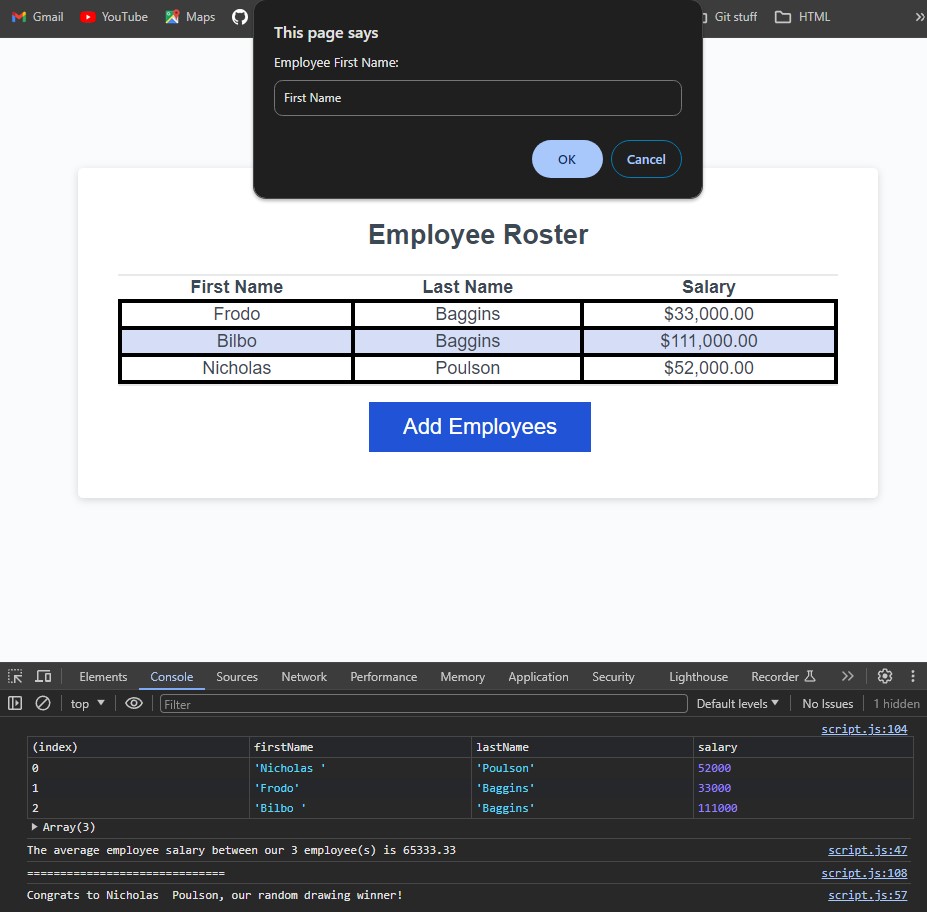 Gmail YouTube Maps Git stuff HTML »
This page says
Employee First Name:
First Name
OK Cancel
Employee Roster
First Name Last Name Salary
Frodo Baggins $33,000.00
Bilbo Baggins $111,000.00
Nicholas Poulson $52,000.00
Add Employees
Elements Console Sources Network Performance Memory Application Security Lighthouse Recorder »
top Filter Default levels No Issues 1 hidden
script.js:104
(index) firstName lastName salary
0 'Nicholas ' 'Poulson' 52000
1 'Frodo' 'Baggins' 33000
2 'Bilbo ' 'Baggins' 111000
Array(3)
The average employee salary between our 3 employee(s) is 65333.33 script.js:47
============================== script.js:108
Congrats to Nicholas  Poulson, our random drawing winner! script.js:57